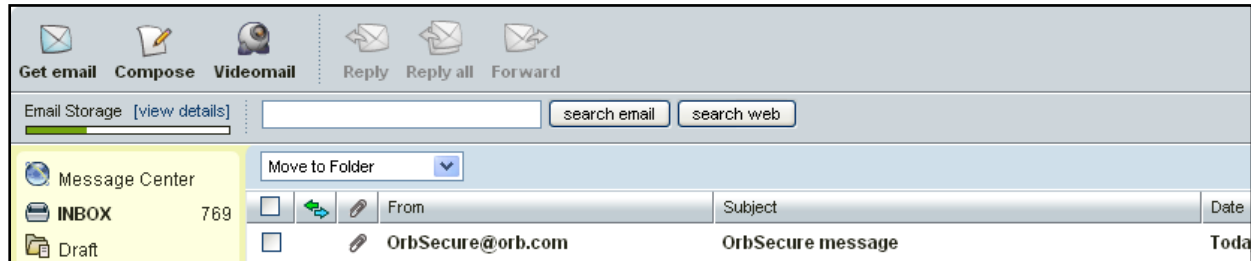 Get email Compose Videomail Reply Reply all Forward
Email Storage [view details] search email search web
Message Center
Move to Folder
INBOX 769
From Subject Date
Draft
OrbSecure@orb.com OrbSecure message Toda